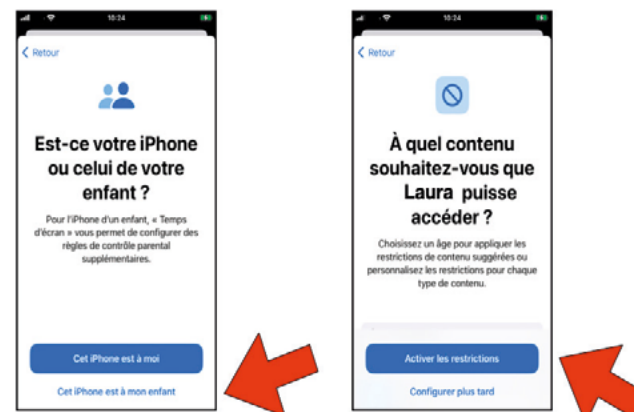 18:24
Retour
Est-ce votre iPhone
ou celui de votre
enfant ?
Pour l'iPhone d'un enfant, « Temps
d'écran » vous permet de configurer des
règles de contrôle parental
supplémentaires.
Cet iPhone est à moi
Cet iPhone est à mon enfant
18:24
Retour
À quel contenu
souhaitez-vous que
Laura puisse
accéder ?
Choisissez un âge pour appliquer les
restrictions de contenu suggérées ou
personnalisez les restrictions pour chaque
type de contenu.
Activer les restrictions
Configurer plus tard